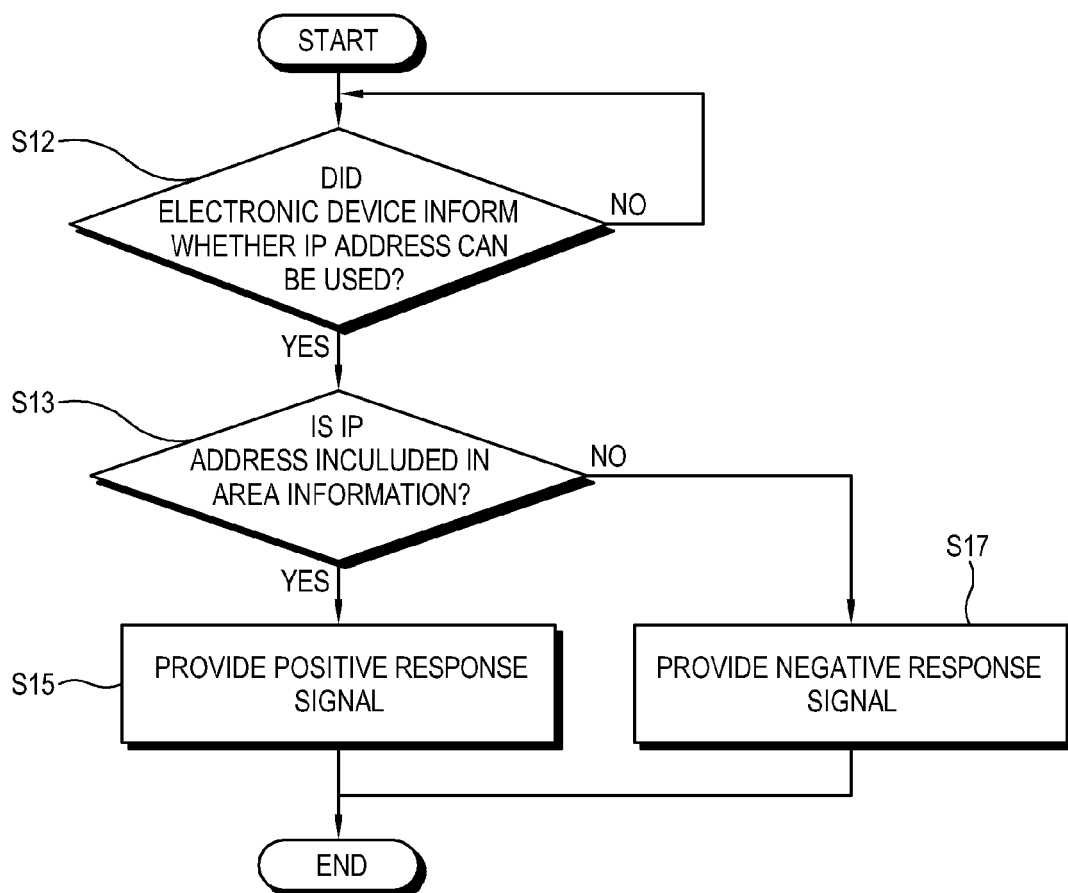 START
S12
DID
ELECTRONIC DEVICE INFORM
WHETHER IP ADDRESS CAN
BE USED?
NO
YES
S13
IS IP
ADDRESS INCULUDED IN
AREA INFORMATION?
NO
YES
S17
S15
PROVIDE POSITIVE RESPONSE
SIGNAL
PROVIDE NEGATIVE RESPONSE
SIGNAL
END